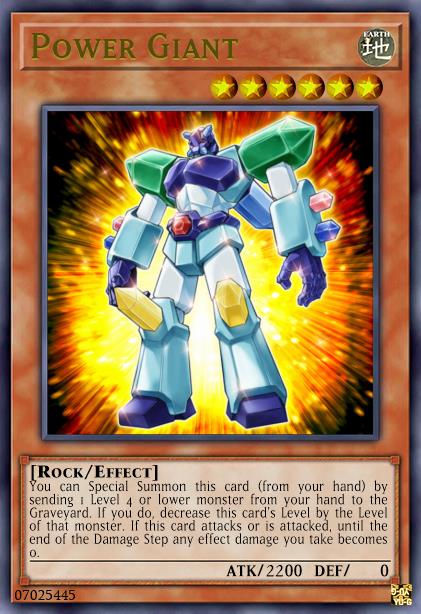 Power Giant
EARTH
地
[Rock/Effect]
You can Special Summon this card (from your hand) by
sending 1 Level 4 or lower monster from your hand to the
Graveyard. If you do, decrease this card's Level by the Level
of that monster. If this card attacks or is attacked, until the
end of the Damage Step any effect damage you take becomes
0.
ATK/2200 DEF/ 0
07025445